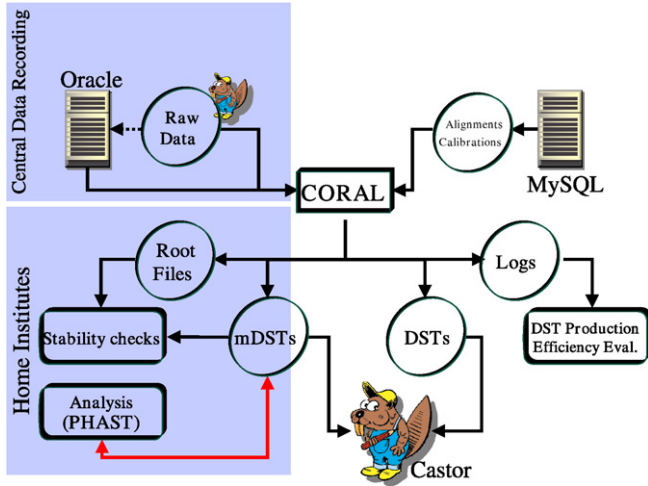 Central Data Recording
Oracle
Raw
Data
Alignments
Calibrations
MySQL
CORAL
Home Institutes
Root
Files
Logs
Stability checks
mDSTs
DSTs
DST Production
Efficiency Eval.
Analysis
(PHAST)
Castor